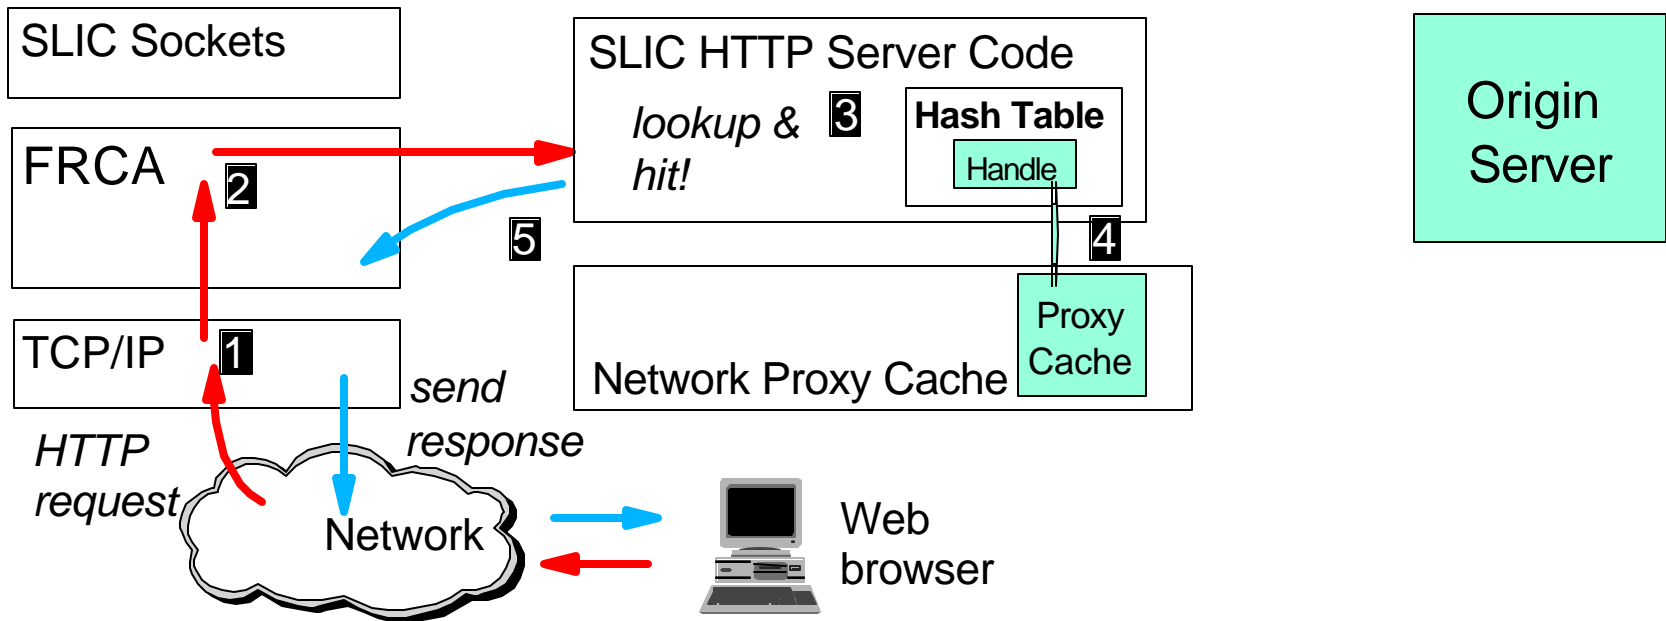 SLIC Sockets
SLIC HTTP Server Code
lookup & 3
hit!
Hash Table
Handle
Origin
Server
FRCA
2
5
4
TCP/IP
1
Proxy
Cache
Network Proxy Cache
send
response
HTTP
request
Network
Web
browser